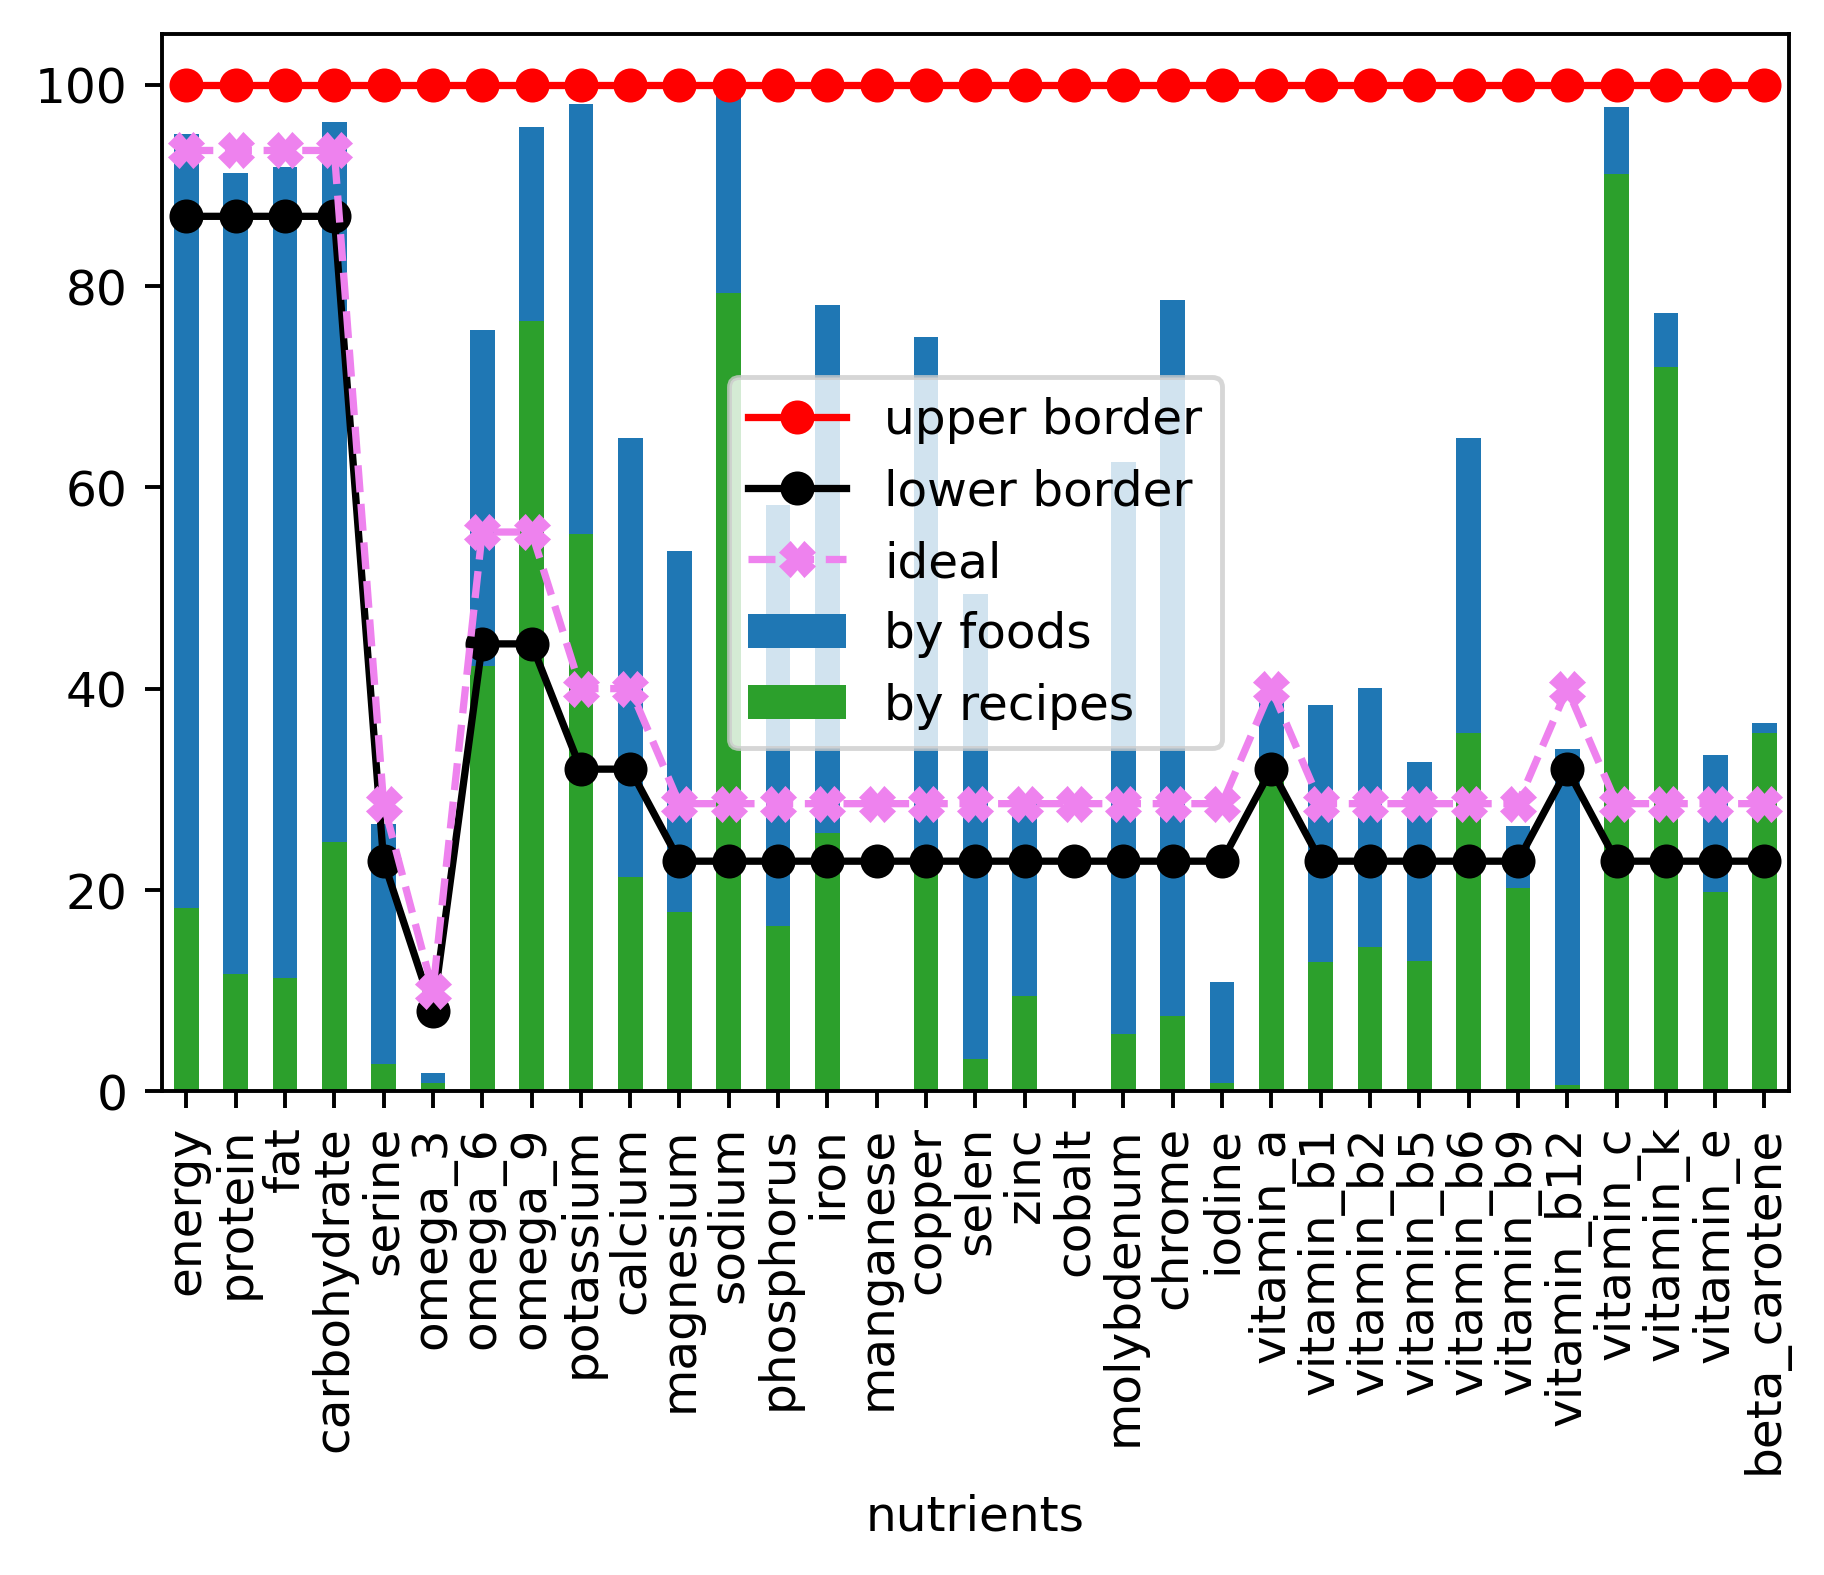 100
80
60
40
20
0
upper border
lower border
ideal
by foods
by recipes
energy
protein
fat
carbohydrate
serine
omega_3
omega_6
omega_9
potassium
calcium
magnesium
sodium
phosphorus
iron
manganese
copper
selen
zinc
cobalt
molybdenum
chrome
iodine
vitamin_a
vitamin_b1
vitamin_b2
vitamin_b5
vitamin_b6
vitamin_b9
vitamin_b12
vitamin_c
vitamin_k
vitamin_e
beta_carotene
nutrients